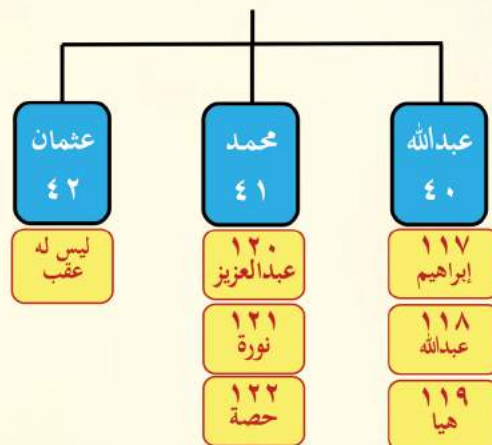 عبدالله
٤٠
١١٧
إبراهيم
١١٨
عبدالله
١١٩
هيا
محمد
٤١
١٢٠
عبدالعزيز
١٢١
نورة
١٢٢
حصة
عثمان
٤٢
ليس له
عقب